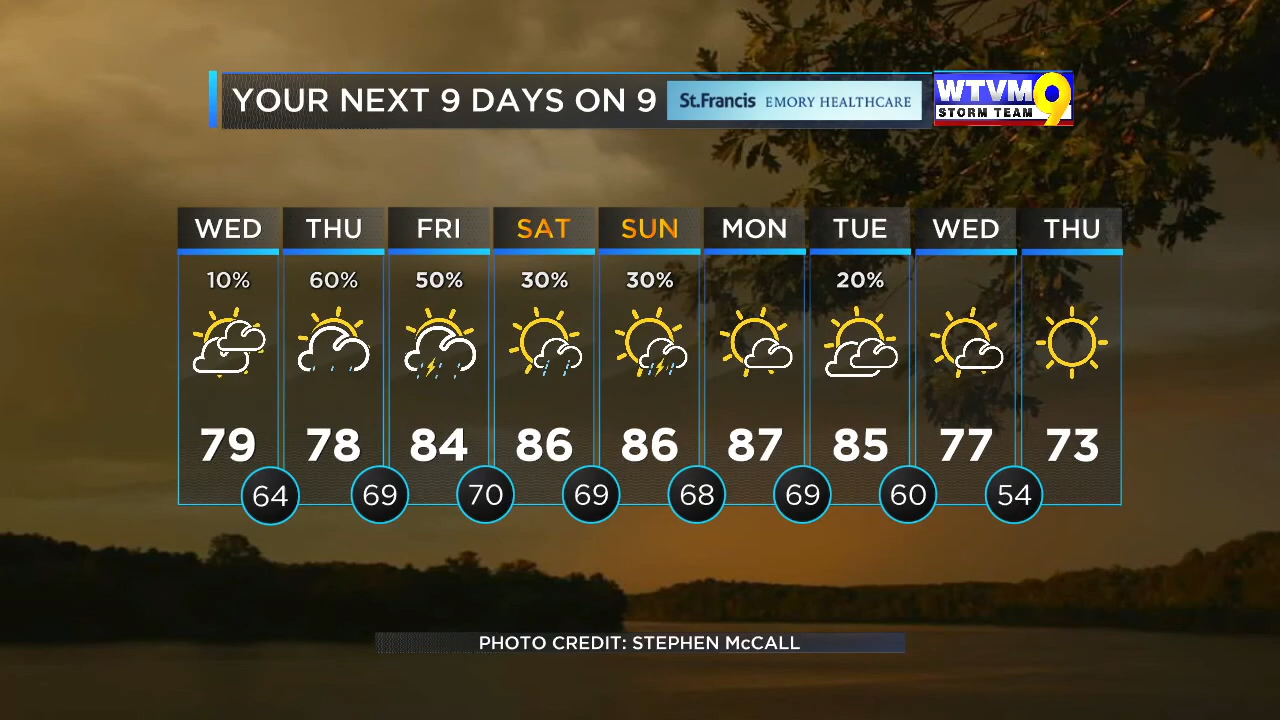 YOUR NEXT 9 DAYS ON 9 St.Francis EMORY HEALTHCARE WTVM 9
STORM TEAM
WED THU FRI SAT SUN MON TUE WED THU
10% 60% 50% 30% 30% 20%
79 78 84 86 86 87 85 77 73
64 69 70 69 68 69 60 54
PHOTO CREDIT: STEPHEN McCALL